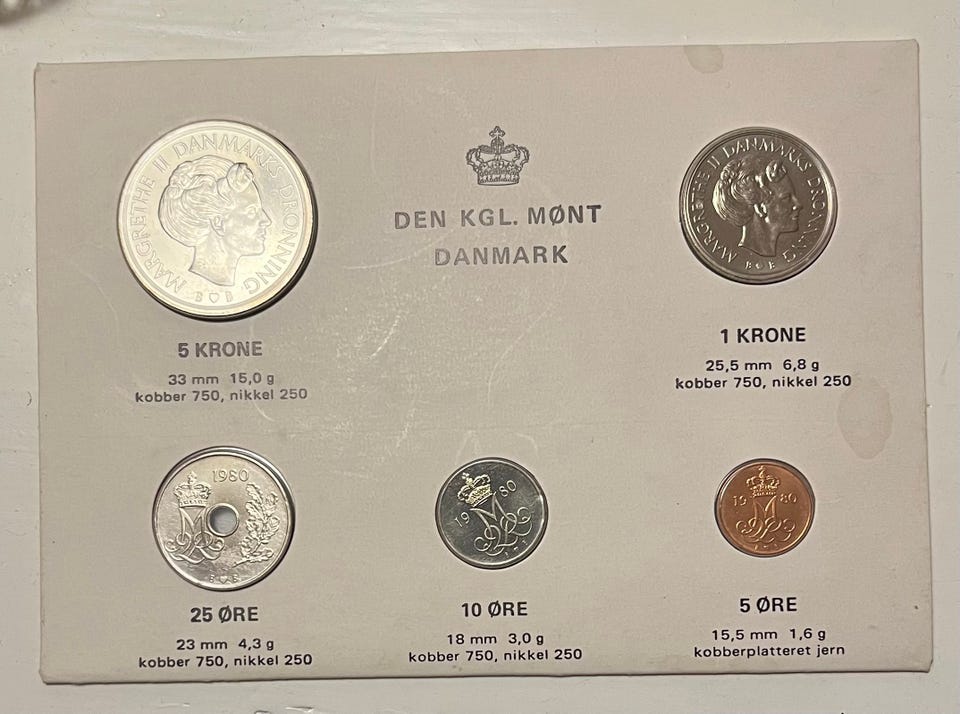 MARGRETHE II DANMARKS DRONNING
B ♡ B
5 KRONE
33 mm 15,0 g
kobber 750, nikkel 250
DEN KGL. MØNT
DANMARK
MARGRETHE II DANMARKS DRONNING
B ♡ B
1 KRONE
25,5 mm 6,8 g
kobber 750, nikkel 250
1980
B ♡ B
25 ØRE
23 mm 4,3 g
kobber 750, nikkel 250
1980
10 ØRE
18 mm 3,0 g
kobber 750, nikkel 250
1980
5 ØRE
15,5 mm 1,6 g
kobberplatteret jern